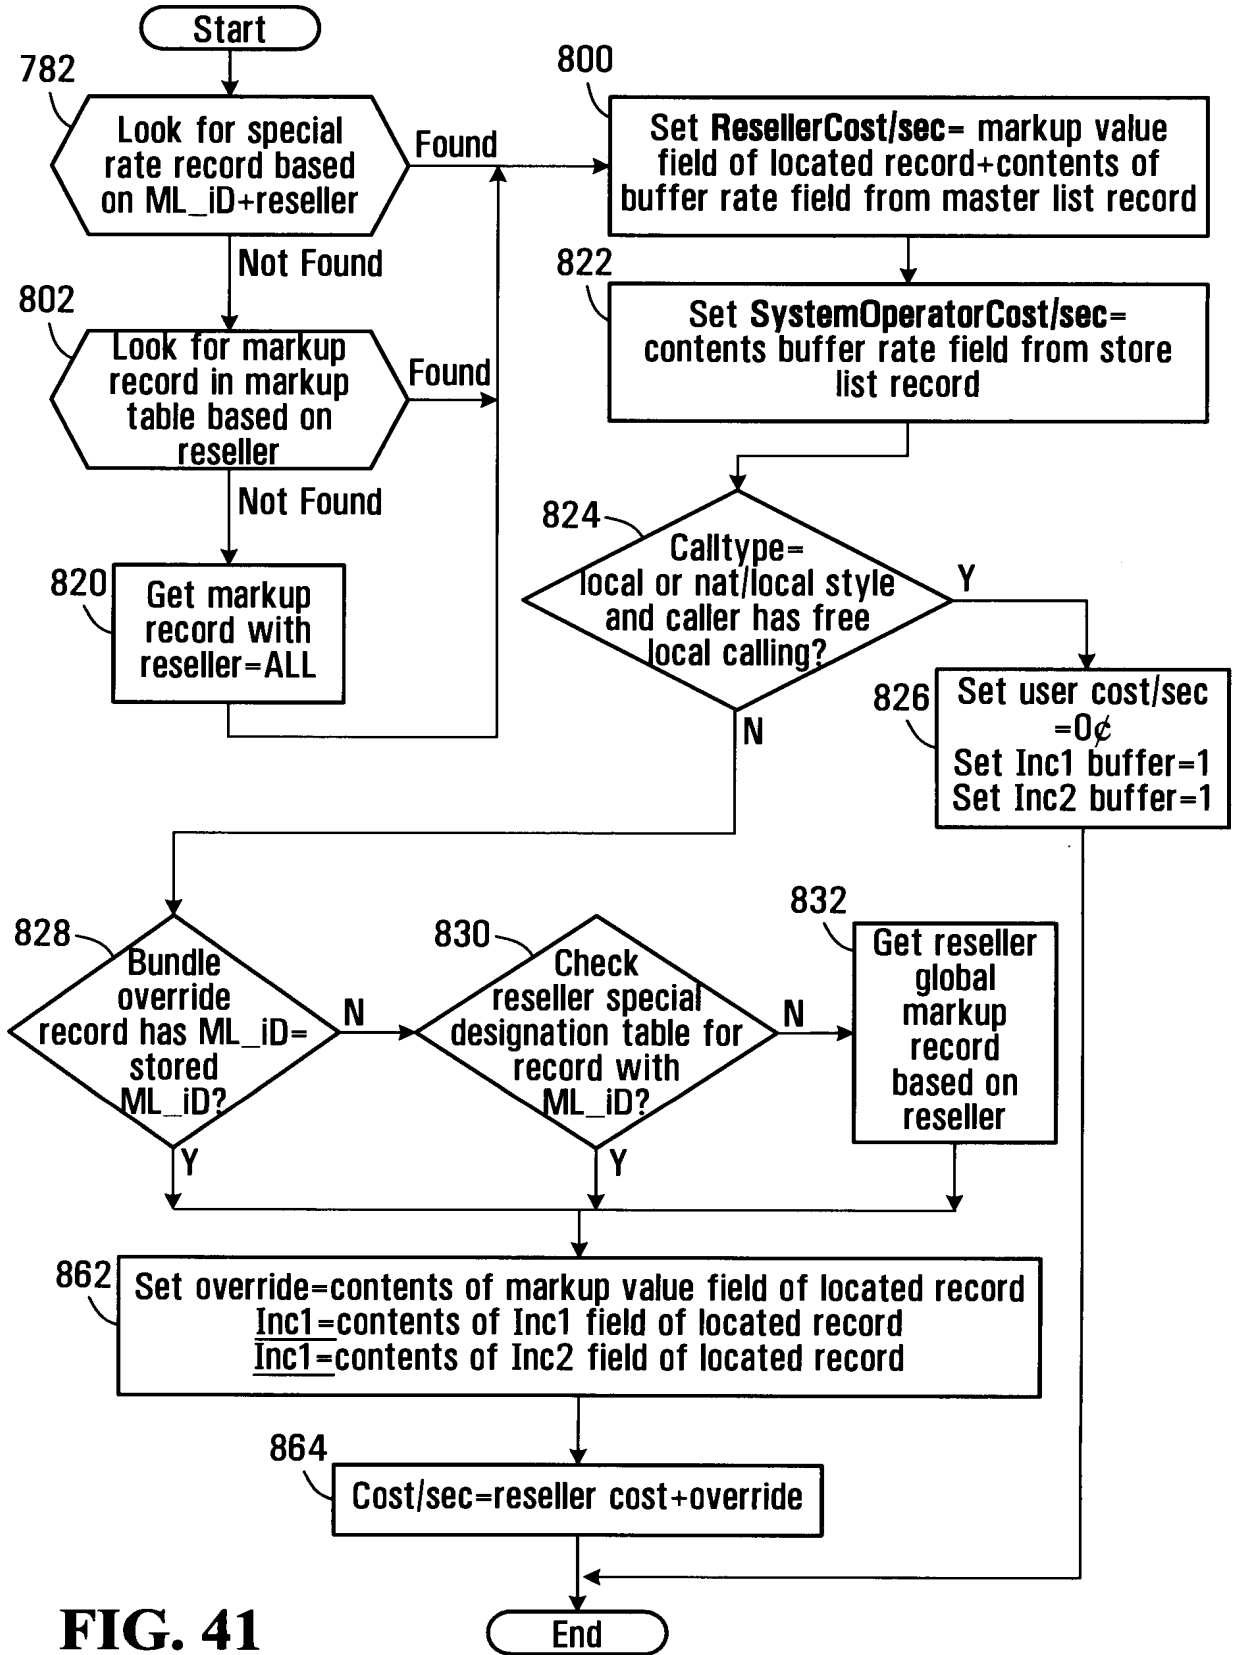 Start
782
Look for special
rate record based
on ML_iD+reseller
Found
Not Found
802
Look for markup
record in markup
table based on
reseller
Found
Not Found
820
Get markup
record with
reseller=ALL
800
Set ResellerCost/sec= markup value
field of located record+contents of
buffer rate field from master list record
822
Set SystemOperatorCost/sec=
contents buffer rate field from store
list record
824
Calltype=
local or nat/local style
and caller has free
local calling?
Y
N
826
Set user cost/sec
=0¢
Set Inc1 buffer=1
Set Inc2 buffer=1
828
Bundle
override
record has ML_iD=
stored
ML_iD?
N
Y
830
Check
reseller special
designation table for
record with
ML_iD?
N
Y
832
Get reseller
global
markup
record
based on
reseller
862
Set override=contents of markup value field of located record
Inc1=contents of Inc1 field of located record
Inc1=contents of Inc2 field of located record
864
Cost/sec=reseller cost+override
End
FIG. 41